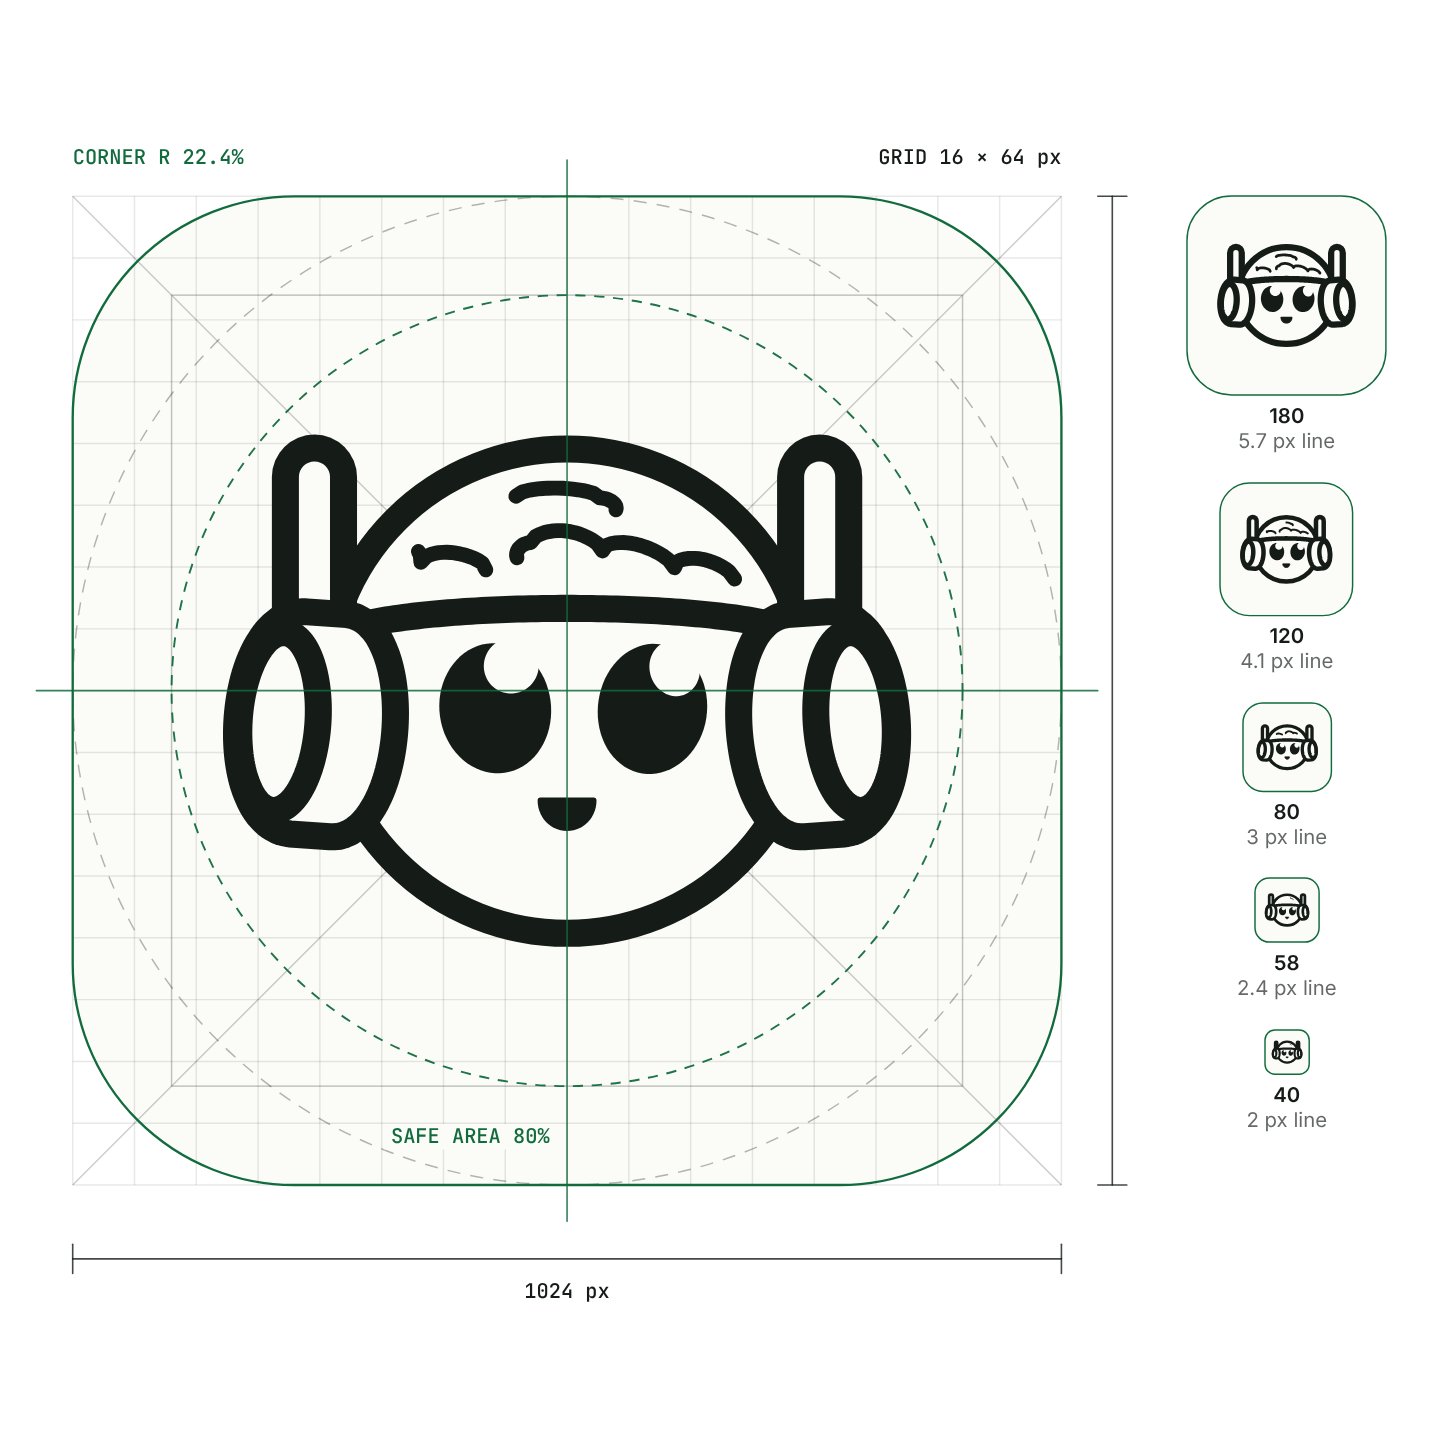 CORNER R 22.4%
GRID 16 × 64 px
180
5.7 px line
120
4.1 px line
80
3 px line
58
2.4 px line
40
2 px line
SAFE AREA 80%
1024 px